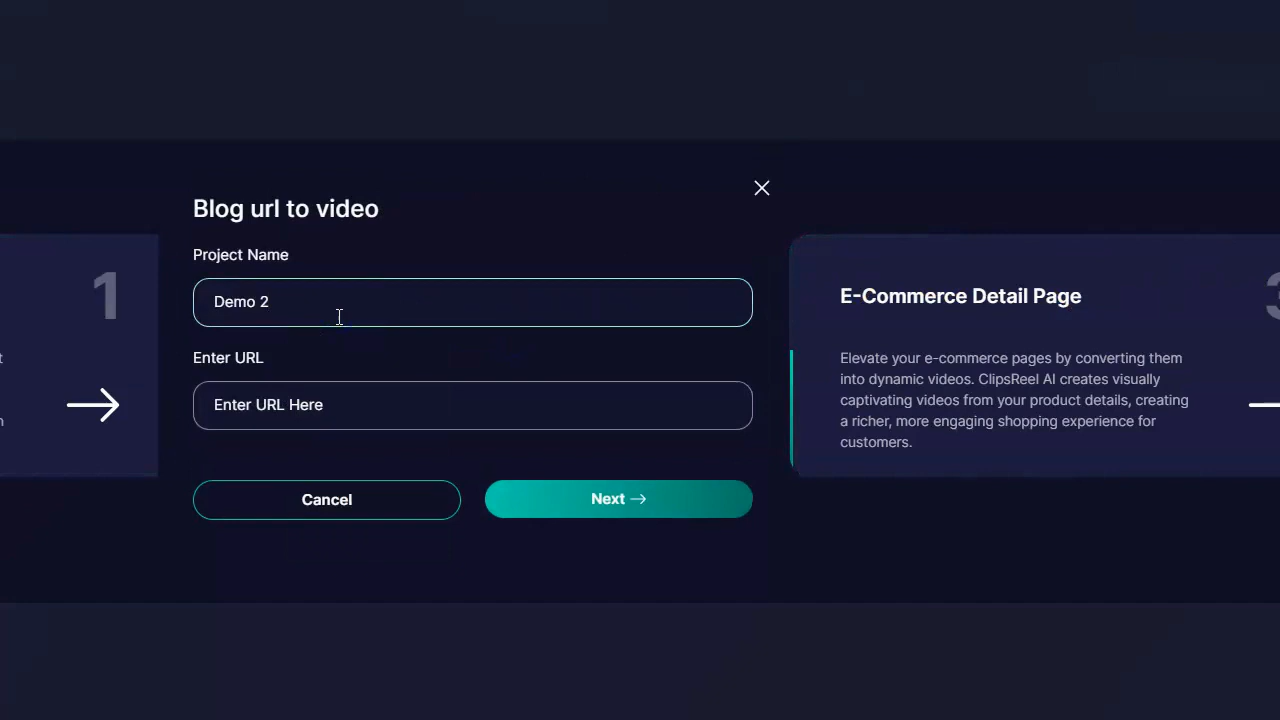 Blog url to video
Project Name
Demo 2
Enter URL
Enter URL Here
Cancel
Next →
1
t
n
E-Commerce Detail Page
Elevate your e-commerce pages by converting them
into dynamic videos. ClipsReel AI creates visually
captivating videos from your product details, creating
a richer, more engaging shopping experience for
customers.